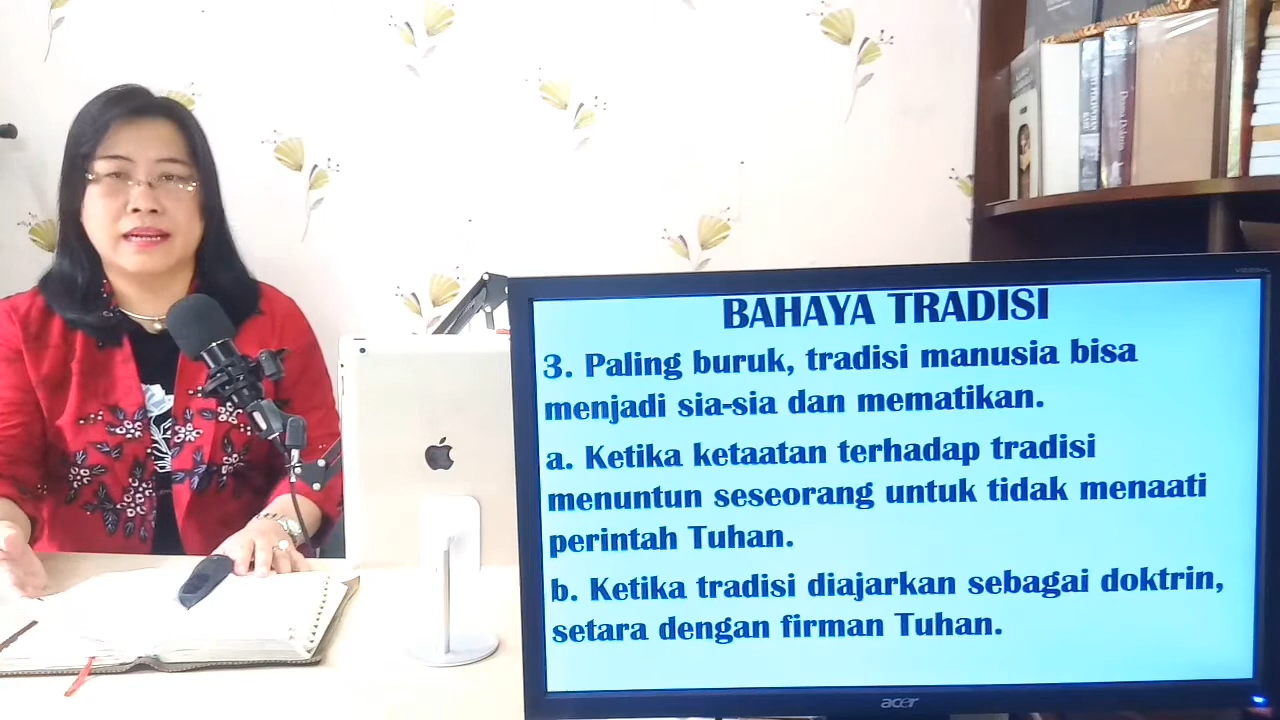 BAHAYA TRADISI
3. Paling buruk, tradisi manusia bisa
menjadi sia-sia dan mematikan.
a. Ketika ketaatan terhadap tradisi
menuntun seseorang untuk tidak menaati
perintah Tuhan.
b. Ketika tradisi diajarkan sebagai doktrin,
setara dengan firman Tuhan.
acer